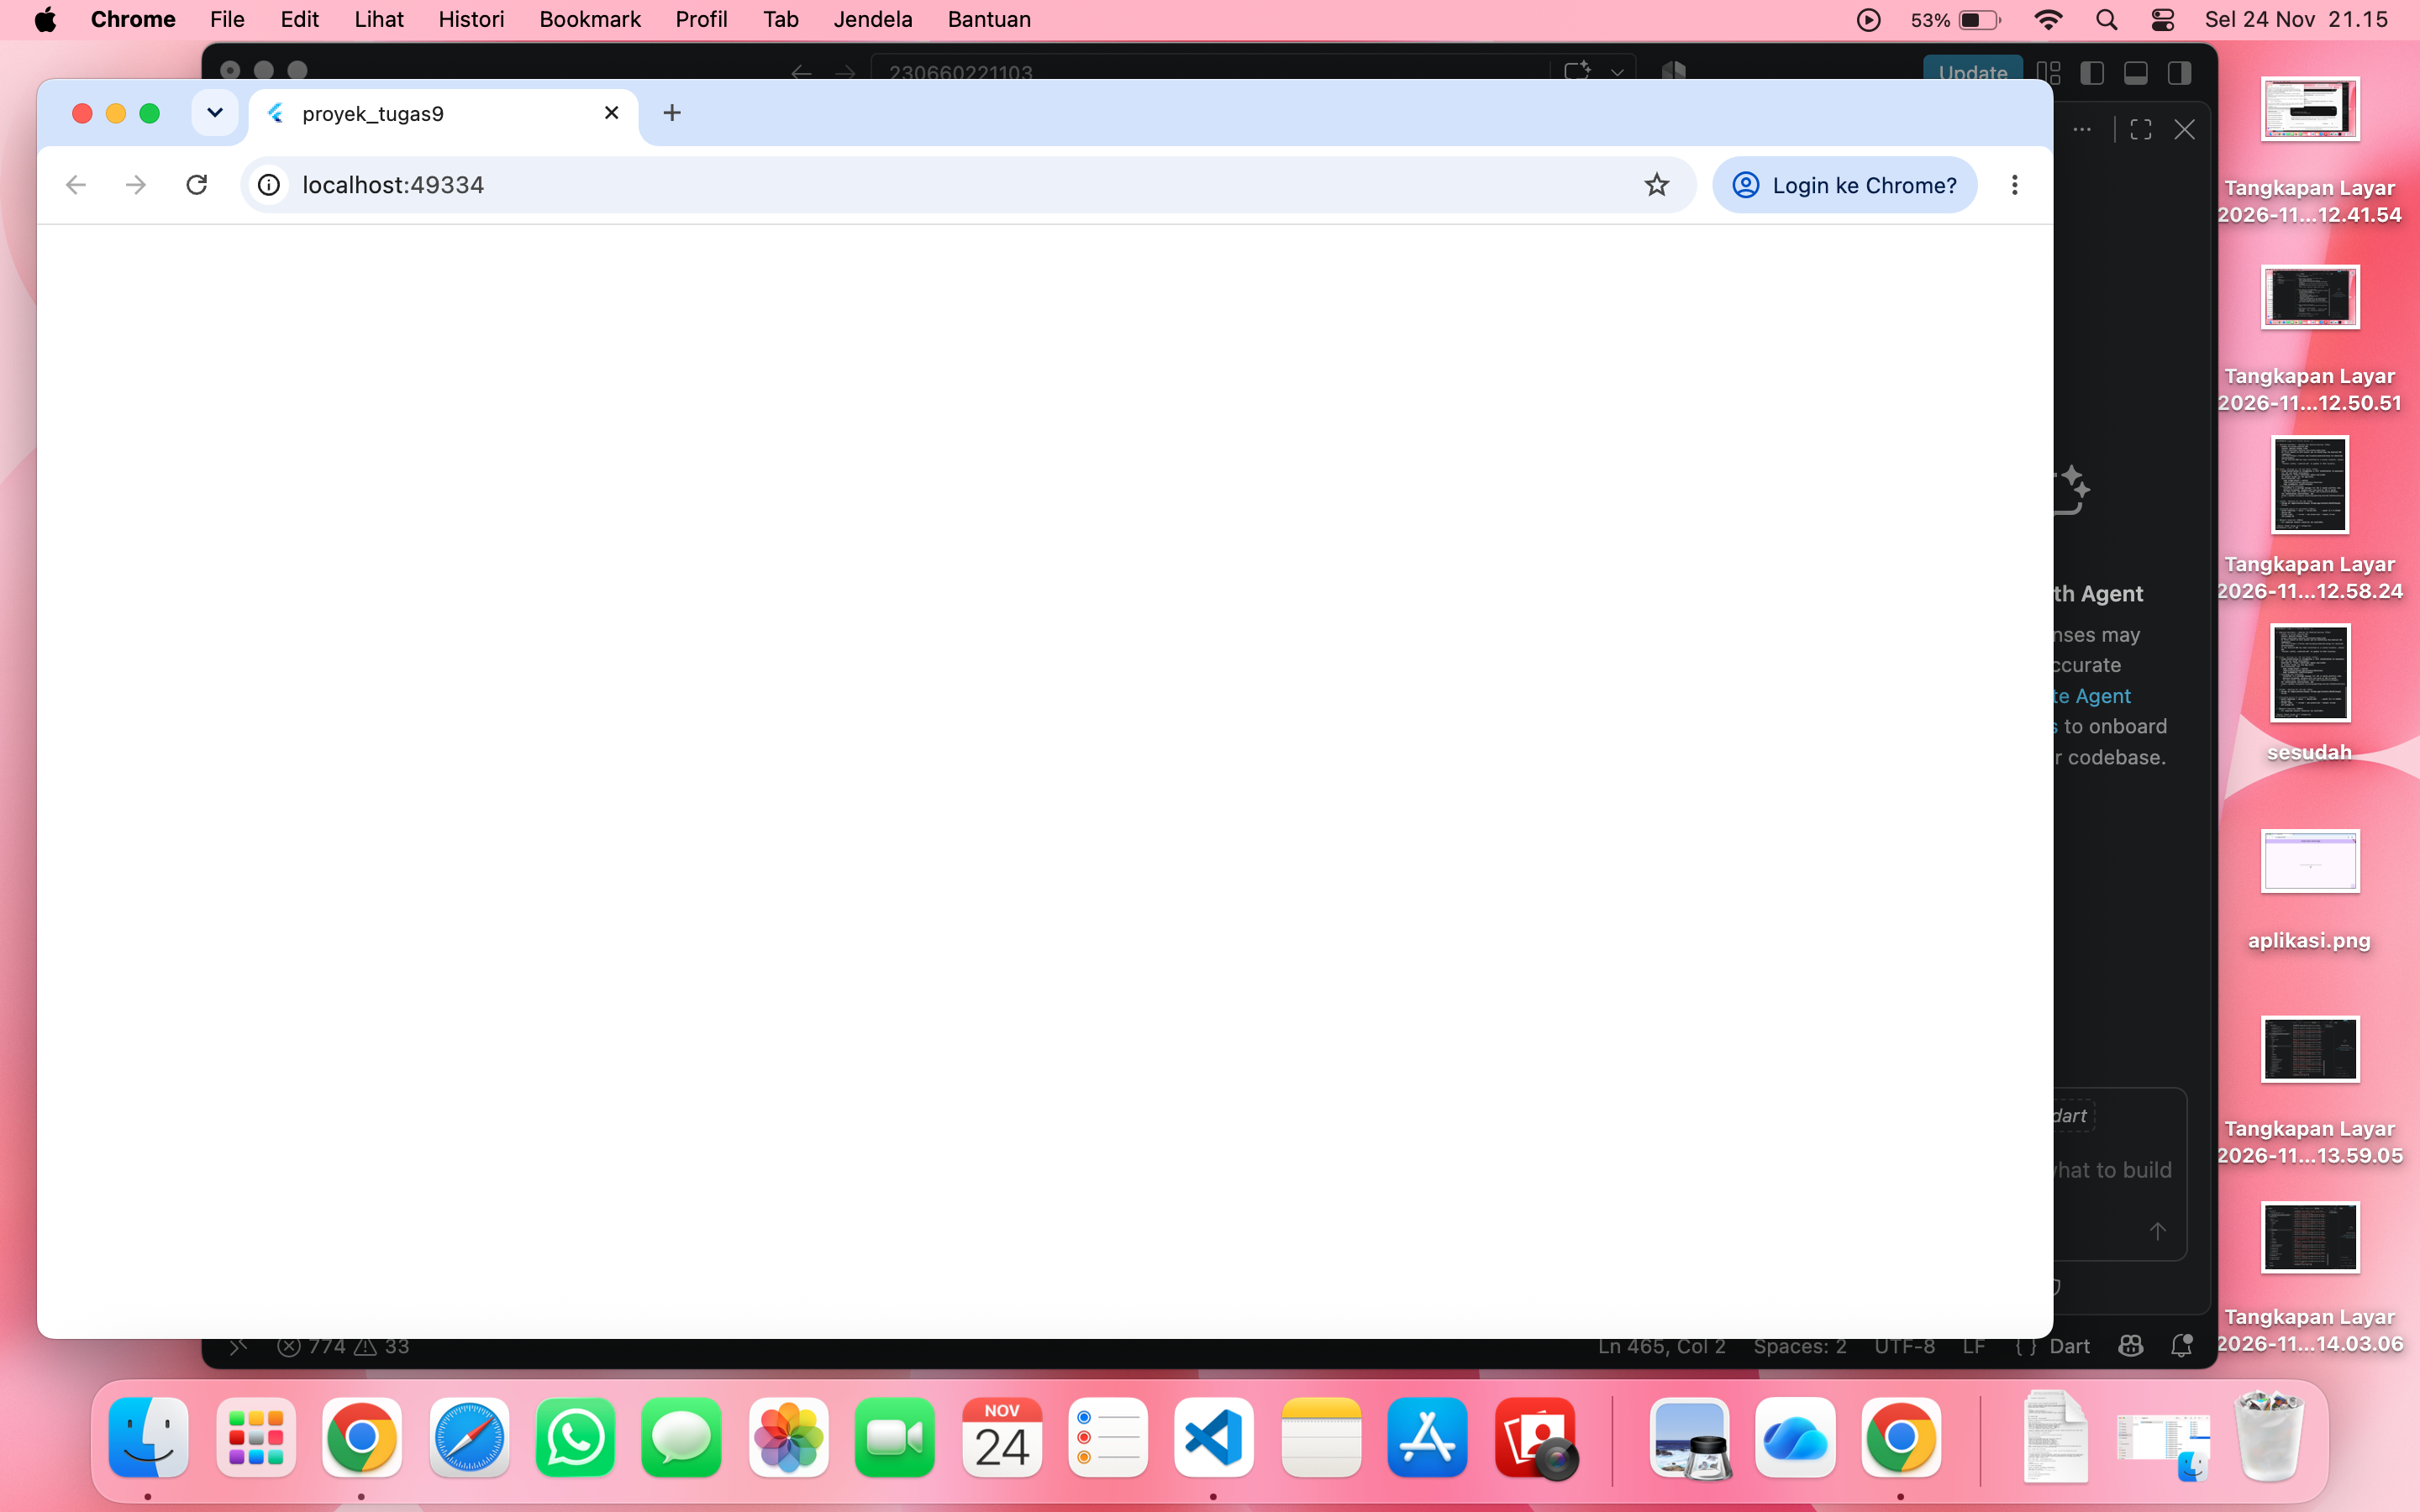 Chrome File Edit Lihat Histori Bookmark Profil Tab Jendela Bantuan 53% Sel 24 Nov 21.15
230660221103 Update
proyek_tugas9
localhost:49334 Login ke Chrome?
th Agent
nses may
ccurate
te Agent
s to onboard
r codebase.
dart
hat to build
774 33 Ln 465, Col 2 Spaces: 2 UTF-8 LF {} Dart
Tangkapan Layar
2026-11...12.41.54
Tangkapan Layar
2026-11...12.50.51
Tangkapan Layar
2026-11...12.58.24
sesudah
aplikasi.png
Tangkapan Layar
2026-11...13.59.05
Tangkapan Layar
2026-11...14.03.06
NOV
24